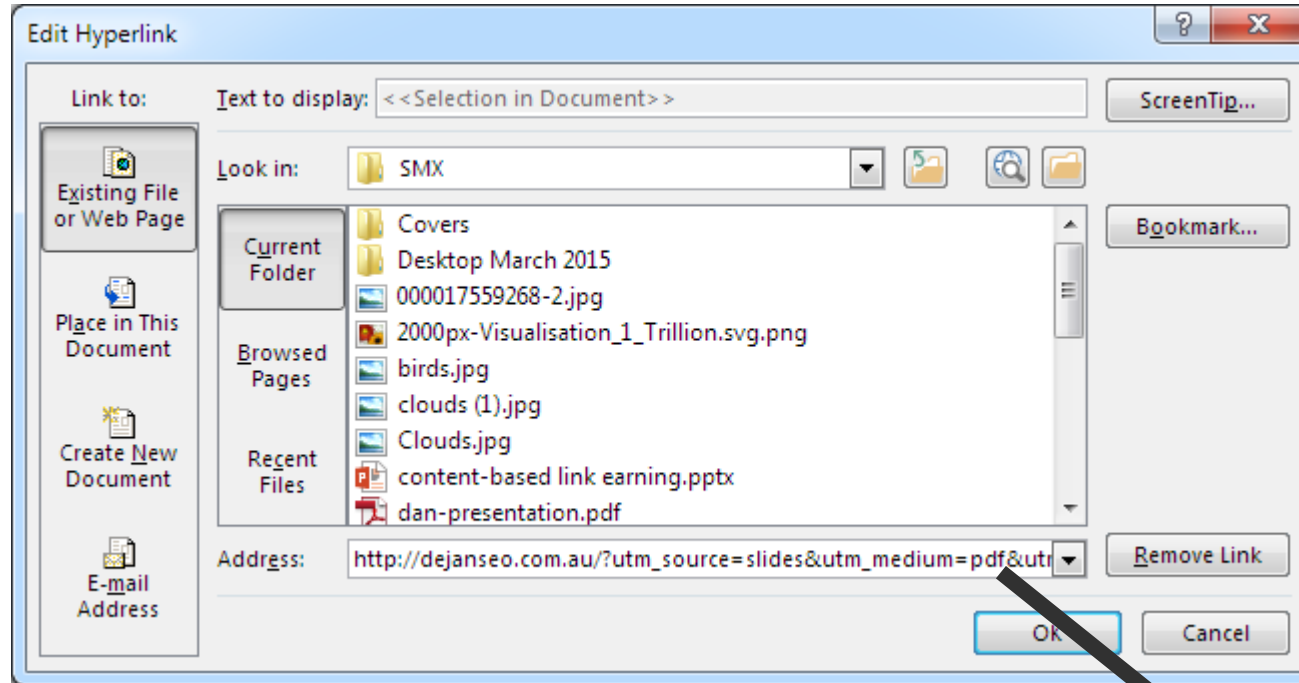 Edit Hyperlink
Link to:
Text to display: <<Selection in Document>>
ScreenTip...
Existing File
or Web Page
Look in: SMX
Current
Folder
Covers
Desktop March 2015
000017559268-2.jpg
2000px-Visualisation_1_Trillion.svg.png
birds.jpg
clouds (1).jpg
Clouds.jpg
content-based link earning.pptx
dan-presentation.pdf
Bookmark...
Place in This
Document
Browsed
Pages
Create New
Document
Recent
Files
E-mail
Address
Address: http://dejanseo.com.au/?utm_source=slides&utm_medium=pdf&utm
Remove Link
OK
Cancel